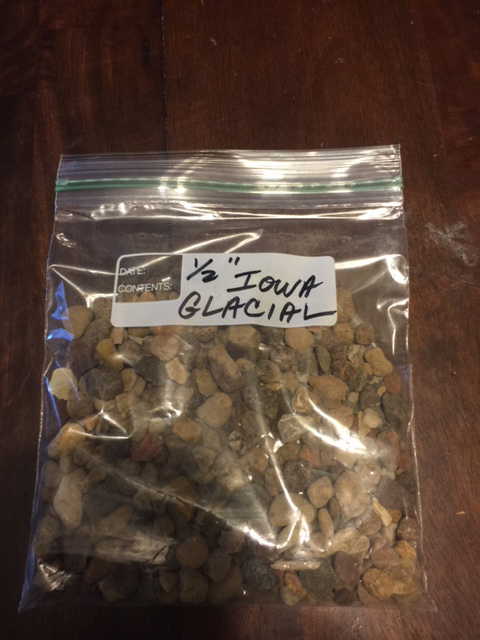 DATE:
CONTENTS:
1/2" IOWA
GLACIAL